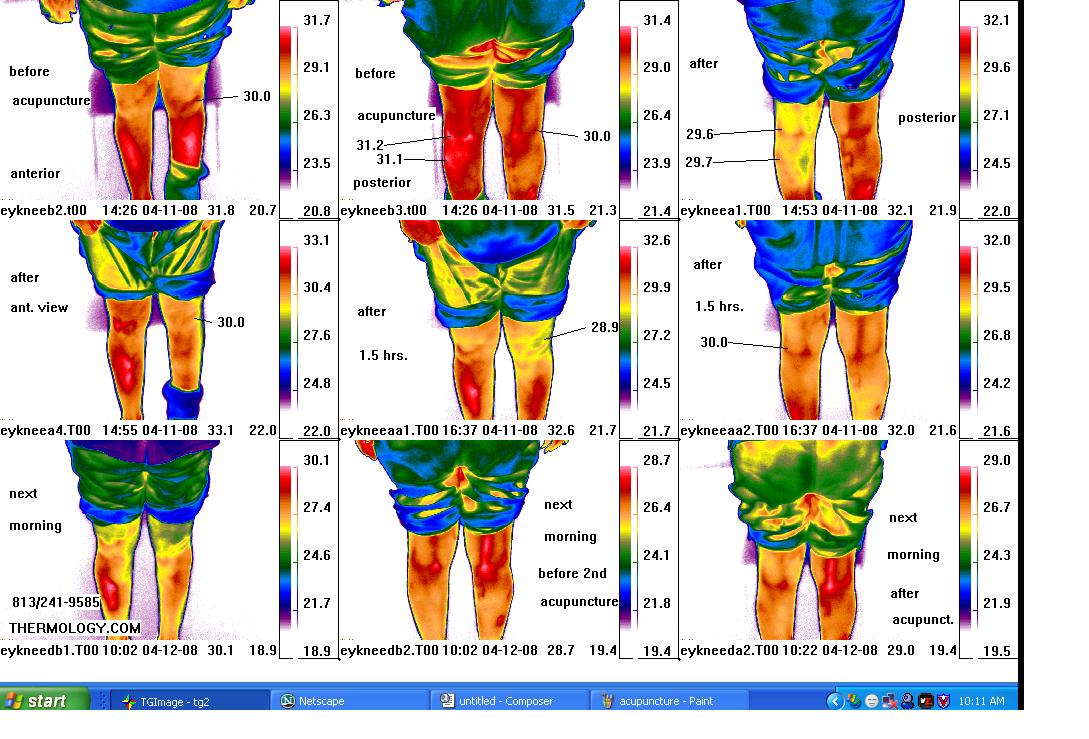 before
acupuncture
30.0
anterior
eykneeb2.t00 14:26 04-11-08 31.8 20.7
31.7
29.1
26.3
23.5
20.8
before
acupuncture
31.2
31.1
30.0
posterior
eykneeb3.t00 14:26 04-11-08 31.5 21.3
31.4
29.0
26.4
23.9
21.4
after
posterior
29.6
29.7
eykneea1.T00 14:53 04-11-08 32.1 21.9
32.1
29.6
27.1
24.5
22.0
after
ant. view
30.0
eykneea4.T00 14:55 04-11-08 33.1 22.0
33.1
30.4
27.6
24.8
22.0
after
28.9
1.5 hrs.
eykneeaa1.T00 16:37 04-11-08 32.6 21.7
32.6
29.9
27.2
24.5
21.7
after
1.5 hrs.
30.0
eykneeaa2.T00 16:37 04-11-08 32.0 21.6
32.0
29.5
26.8
24.2
21.6
next
morning
813/241-9585
THERMOLOGY.COM
eykneedb1.T00 10:02 04-12-08 30.1 18.9
30.1
27.4
24.6
21.7
18.9
next
morning
before 2nd
acupuncture
eykneedb2.T00 10:02 04-12-08 28.7 19.4
28.7
26.4
24.1
21.8
19.4
next
morning
after
acupunct.
eykneeda2.T00 10:22 04-12-08 29.0 19.4
29.0
26.7
24.3
21.9
19.5
start
TGImage - tg2
Netscape
untitled - Composer
acupuncture - Paint
10:11 AM